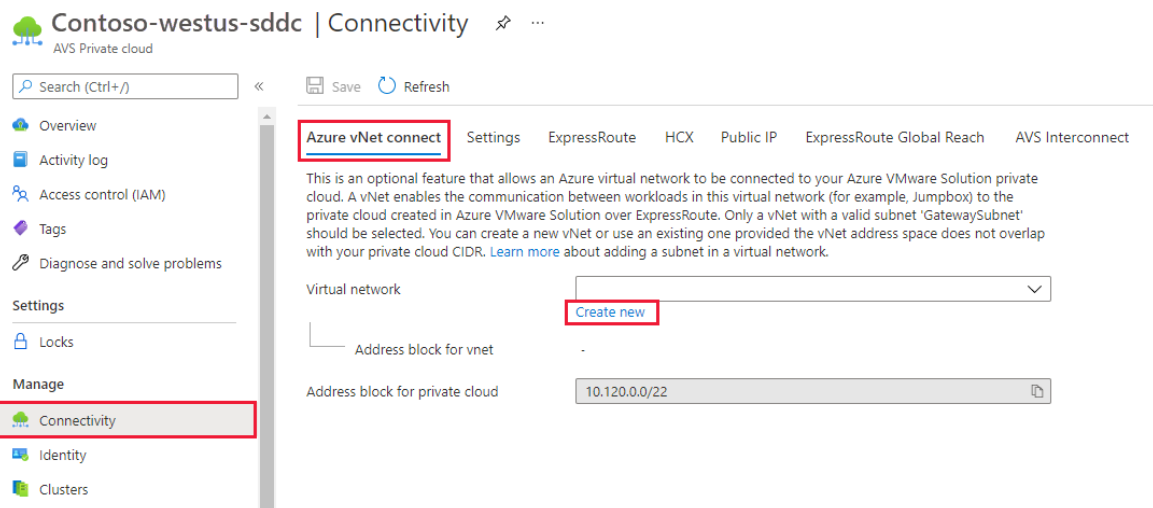 Contoso-westus-sddc | Connectivity ...
AVS Private cloud
Search (Ctrl+/)
«
Overview
Activity log
Access control (IAM)
Tags
Diagnose and solve problems
Settings
Locks
Manage
Connectivity
Identity
Clusters
Save Refresh
Azure vNet connect Settings ExpressRoute HCX Public IP ExpressRoute Global Reach AVS Interconnect
This is an optional feature that allows an Azure virtual network to be connected to your Azure VMware Solution private
cloud. A vNet enables the communication between workloads in this virtual network (for example, Jumpbox) to the
private cloud created in Azure VMware Solution over ExpressRoute. Only a vNet with a valid subnet 'GatewaySubnet'
should be selected. You can create a new vNet or use an existing one provided the vNet address space does not overlap
with your private cloud CIDR. Learn more about adding a subnet in a virtual network.
Virtual network
Create new
Address block for vnet -
Address block for private cloud 10.120.0.0/22